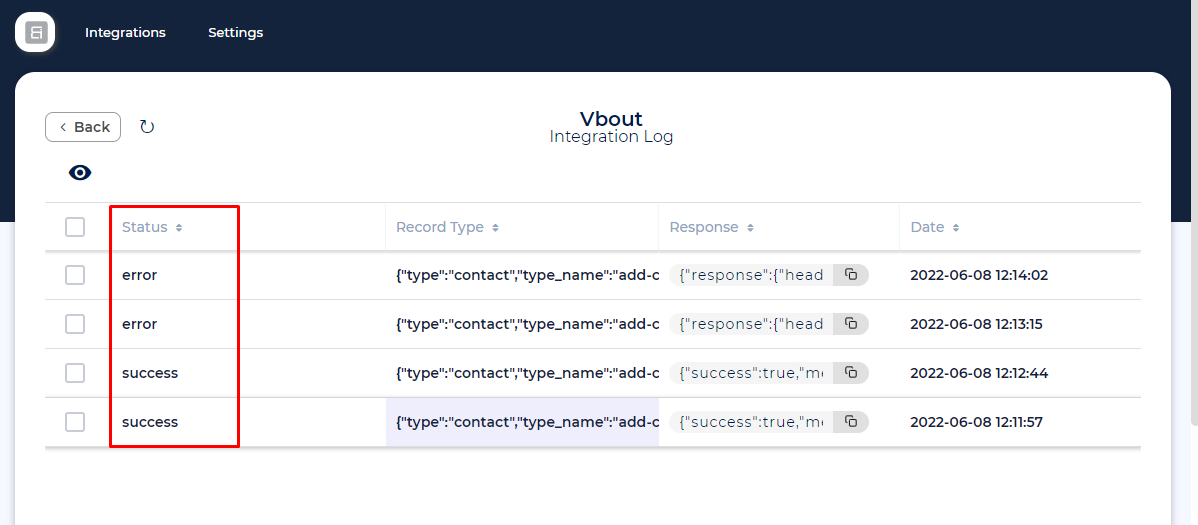 Integrations Settings
Back
Vbout
Integration Log
Status Record Type Response Date
error {"type":"contact","type_name":"add-c {"response":{"head 2022-06-08 12:14:02
error {"type":"contact","type_name":"add-c {"response":{"head 2022-06-08 12:13:15
success {"type":"contact","type_name":"add-c {"success":true,"me 2022-06-08 12:12:44
success {"type":"contact","type_name":"add-c {"success":true,"me 2022-06-08 12:11:57